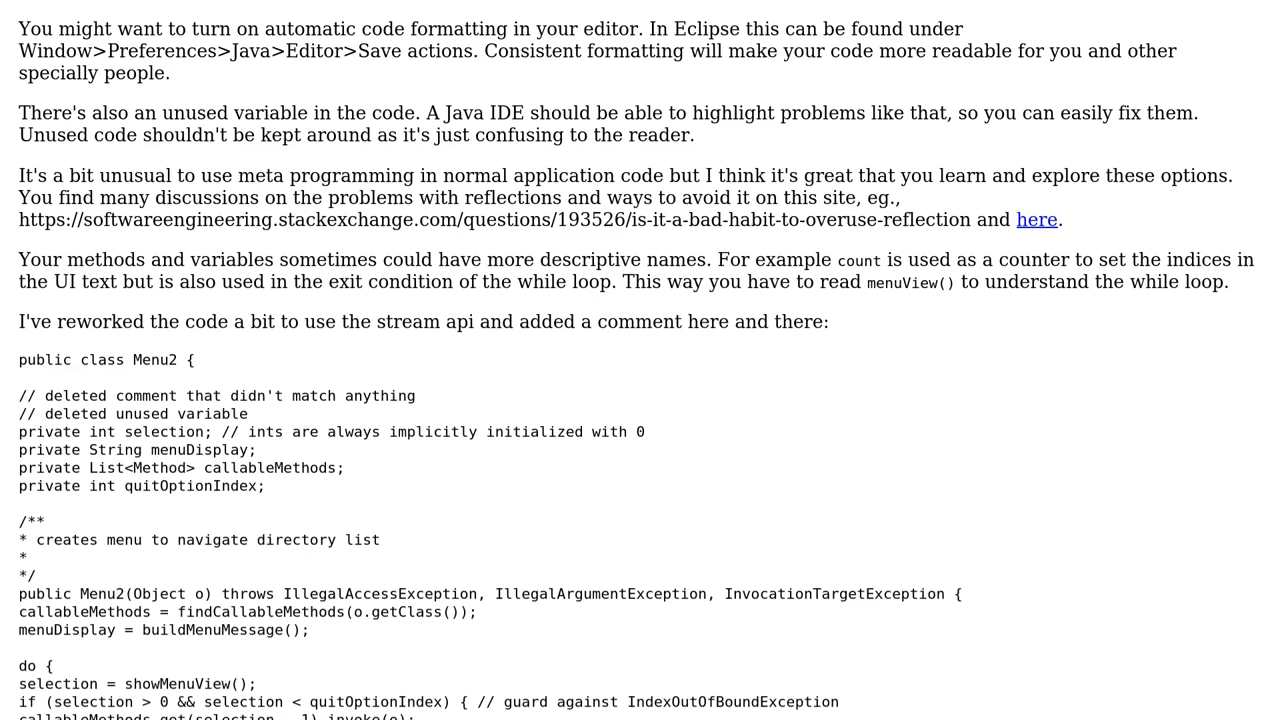 You might want to turn on automatic code formatting in your editor. In Eclipse this can be found under
Window>Preferences>Java>Editor>Save actions. Consistent formatting will make your code more readable for you and other
specially people.
There's also an unused variable in the code. A Java IDE should be able to highlight problems like that, so you can easily fix them.
Unused code shouldn't be kept around as it's just confusing to the reader.
It's a bit unusual to use meta programming in normal application code but I think it's great that you learn and explore these options.
You find many discussions on the problems with reflections and ways to avoid it on this site, eg.,
https://softwareengineering.stackexchange.com/questions/193526/is-it-a-bad-habit-to-overuse-reflection and here.
Your methods and variables sometimes could have more descriptive names. For example count is used as a counter to set the indices in
the UI text but is also used in the exit condition of the while loop. This way you have to read menuView() to understand the while loop.
I've reworked the code a bit to use the stream api and added a comment here and there:
public class Menu2 {
// deleted comment that didn't match anything
// deleted unused variable
private int selection; // ints are always implicitly initialized with 0
private String menuDisplay;
private List<Method> callableMethods;
private int quitOptionIndex;
/**
* creates menu to navigate directory list
*
*/
public Menu2(Object o) throws IllegalAccessException, IllegalArgumentException, InvocationTargetException {
callableMethods = findCallableMethods(o.getClass());
menuDisplay = buildMenuMessage();
do {
selection = showMenuView();
if (selection > 0 && selection < quitOptionIndex) { // guard against IndexOutOfBoundException
callableMethods.get(selection - 1).invoke(o);